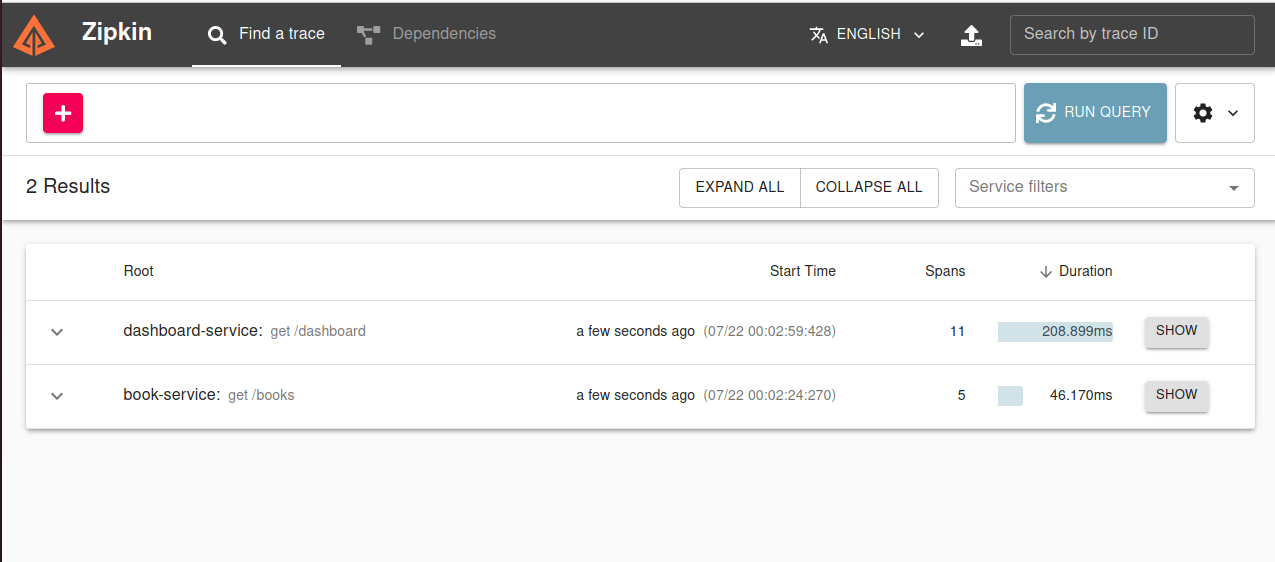 Zipkin Find a trace Dependencies ENGLISH Search by trace ID
RUN QUERY
2 Results EXPAND ALL COLLAPSE ALL Service filters
Root Start Time Spans Duration
dashboard-service: get /dashboard a few seconds ago (07/22 00:02:59:428) 11 208.899ms SHOW
book-service: get /books a few seconds ago (07/22 00:02:24:270) 5 46.170ms SHOW